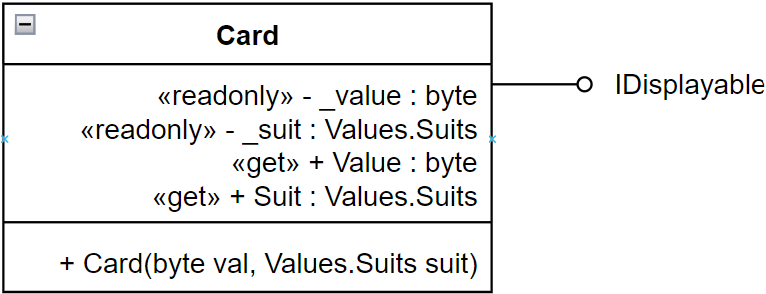 Card
«readonly» - _value : byte
IDisplayable
«readonly» - _suit : Values.Suits
«get» + Value : byte
«get» + Suit : Values.Suits
+ Card(byte val, Values.Suits suit)